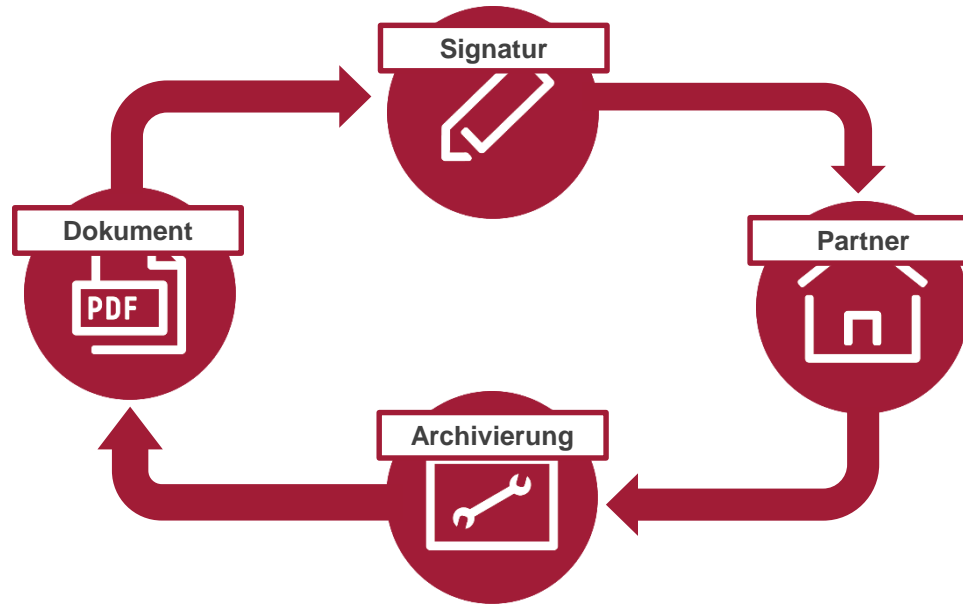 Signatur
Dokument
PDF
Partner
Archivierung